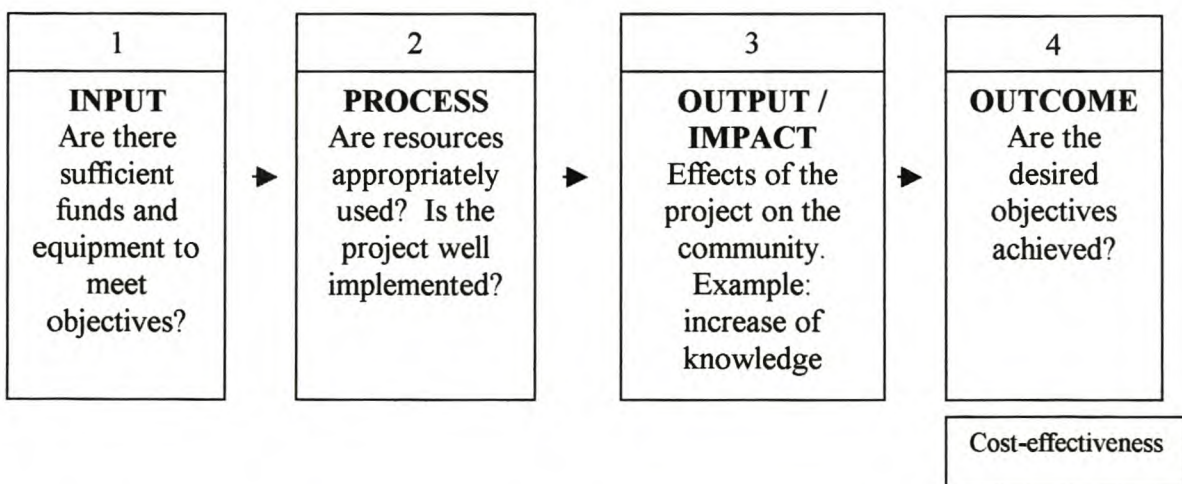 1
INPUT
Are there
sufficient
funds and
equipment to
meet
objectives?
2
PROCESS
Are resources
appropriately
used? Is the
project well
implemented?
3
OUTPUT /
IMPACT
Effects of the
project on the
community.
Example:
increase of
knowledge
4
OUTCOME
Are the
desired
objectives
achieved?
Cost-effectiveness